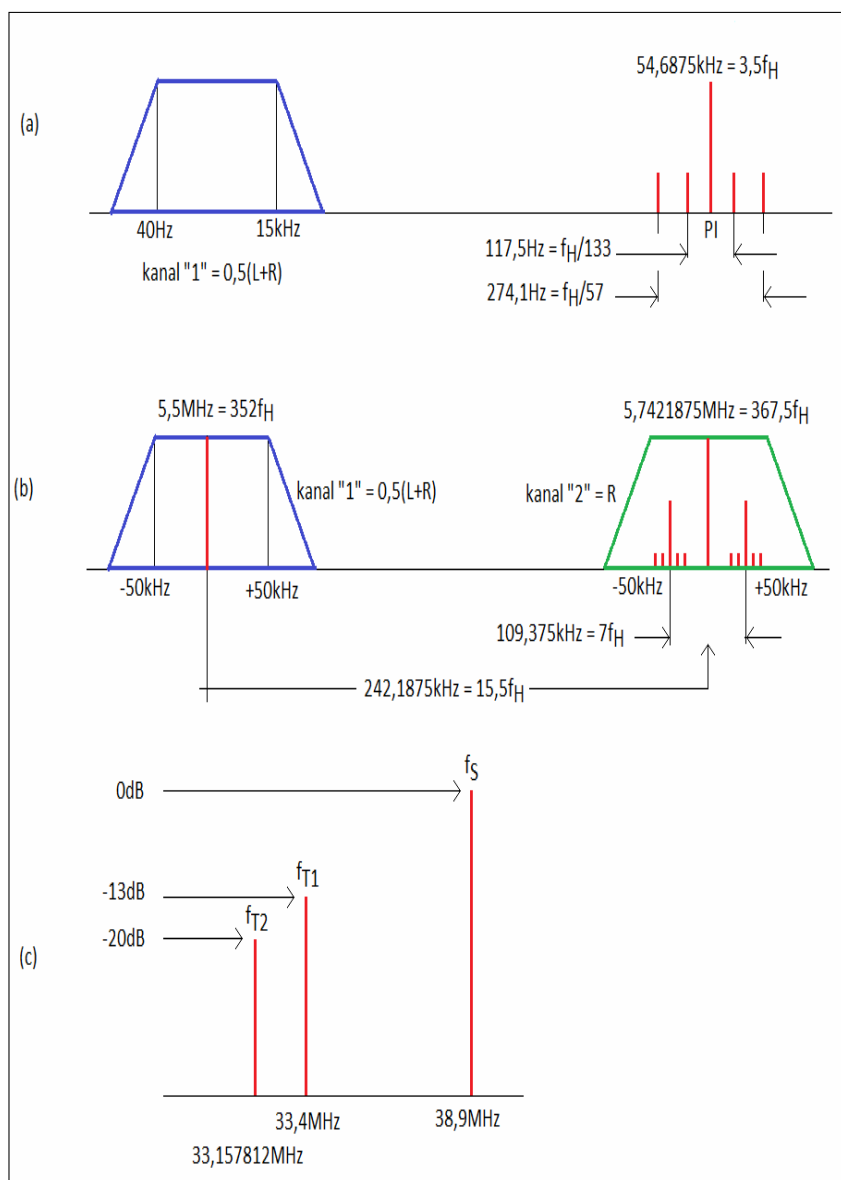 54,6875kHz = 3,5fH
(a)
40Hz
15kHz
PI
117,5Hz = fH/133
kanal "1" = 0,5(L+R)
274,1Hz = fH/57
5,5MHz = 352fH
5,7421875MHz = 367,5fH
(b)
kanal "1" = 0,5(L+R)
kanal "2" = R
-50kHz
+50kHz
-50kHz
+50kHz
109,375kHz = 7fH
242,1875kHz = 15,5fH
fS
0dB
fT1
-13dB
fT2
-20dB
(c)
33,4MHz
38,9MHz
33,157812MHz